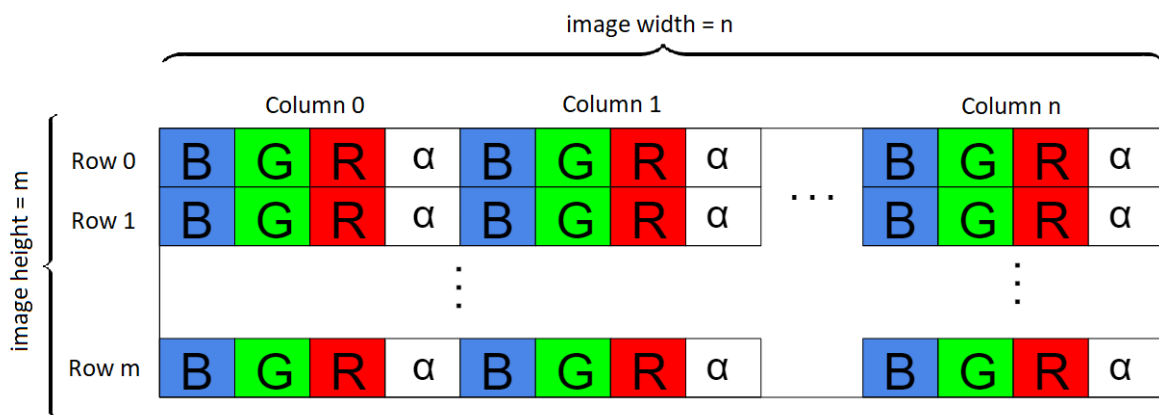 image width = n
Column 0 Column 1 Column n
image height = m
Row 0 B G R α B G R α ... B G R α
Row 1 B G R α B G R α B G R α
Row m B G R α B G R α B G R α